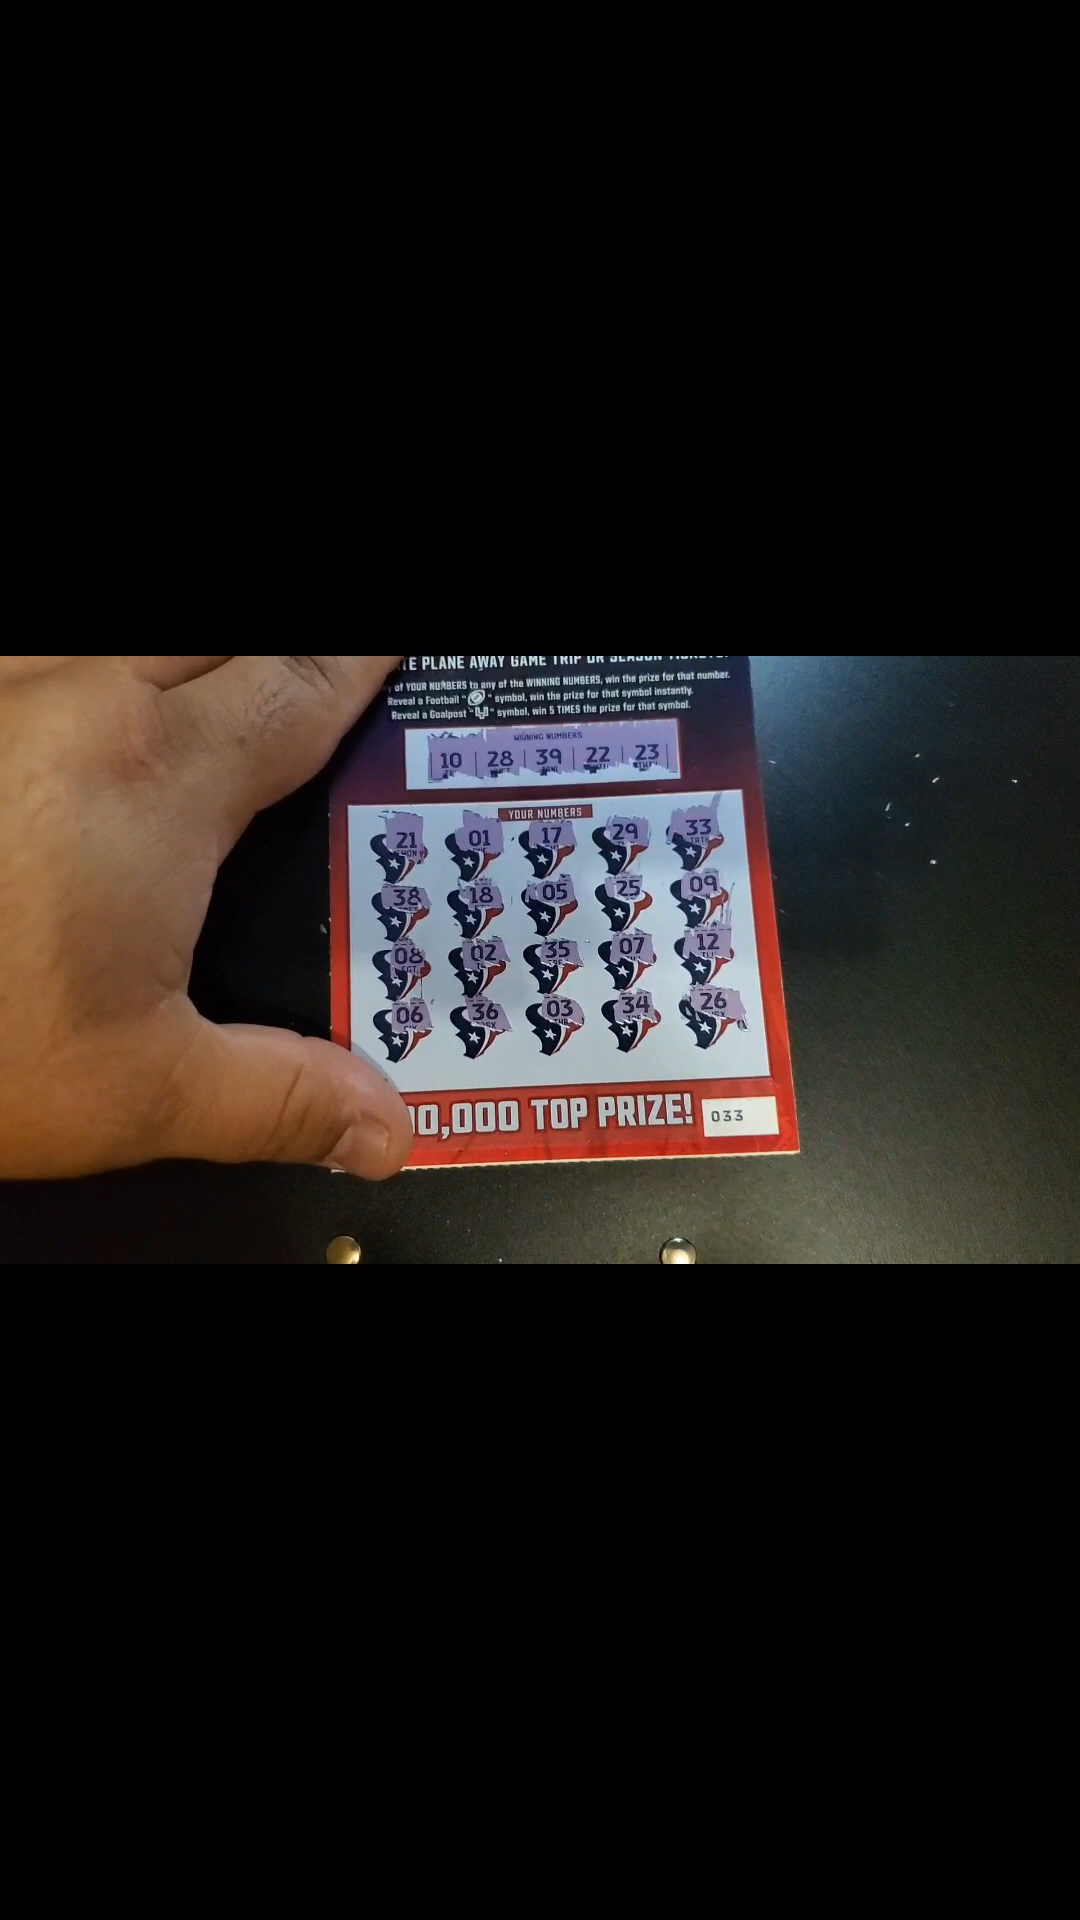 PLANE AWAY GAME TRIP OR SEASON TICKETS!
of YOUR NUMBERS to any of the WINNING NUMBERS, win the prize for that number.
Reveal a Football " " symbol, win the prize for that symbol instantly.
Reveal a Goalpost " " symbol, win 5 TIMES the prize for that symbol.
WINNING NUMBERS
10 28 39 22 23
YOUR NUMBERS
21 01 17 29 33
38 18 05 25 09
08 02 35 07 12
06 36 03 34 26
00,000 TOP PRIZE!
033